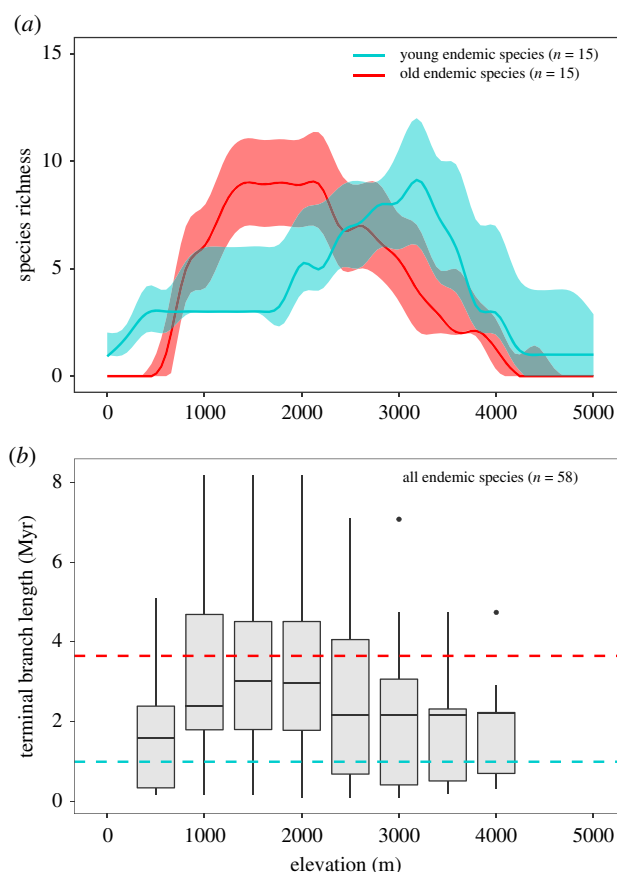 (a)
15
10
5
0
species richness
young endemic species (n = 15)
old endemic species (n = 15)
0 1000 2000 3000 4000 5000
(b)
8
6
4
2
0
terminal branch length (Myr)
all endemic species (n = 58)
0 1000 2000 3000 4000 5000
elevation (m)